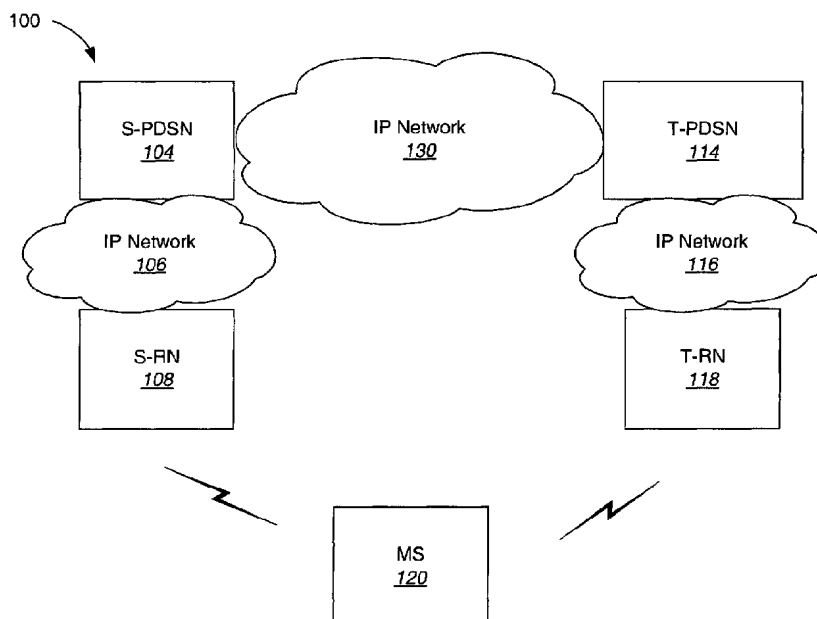 100
S-PDSN
104
IP Network
130
T-PDSN
114
IP Network
106
IP Network
116
S-RN
108
T-RN
118
MS
120